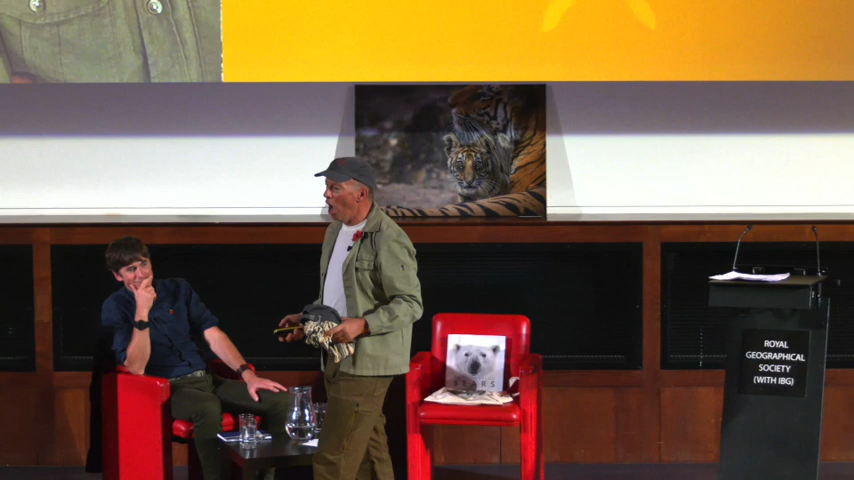 BEARS
ROYAL
GEOGRAPHICAL
SOCIETY
(WITH IBG)